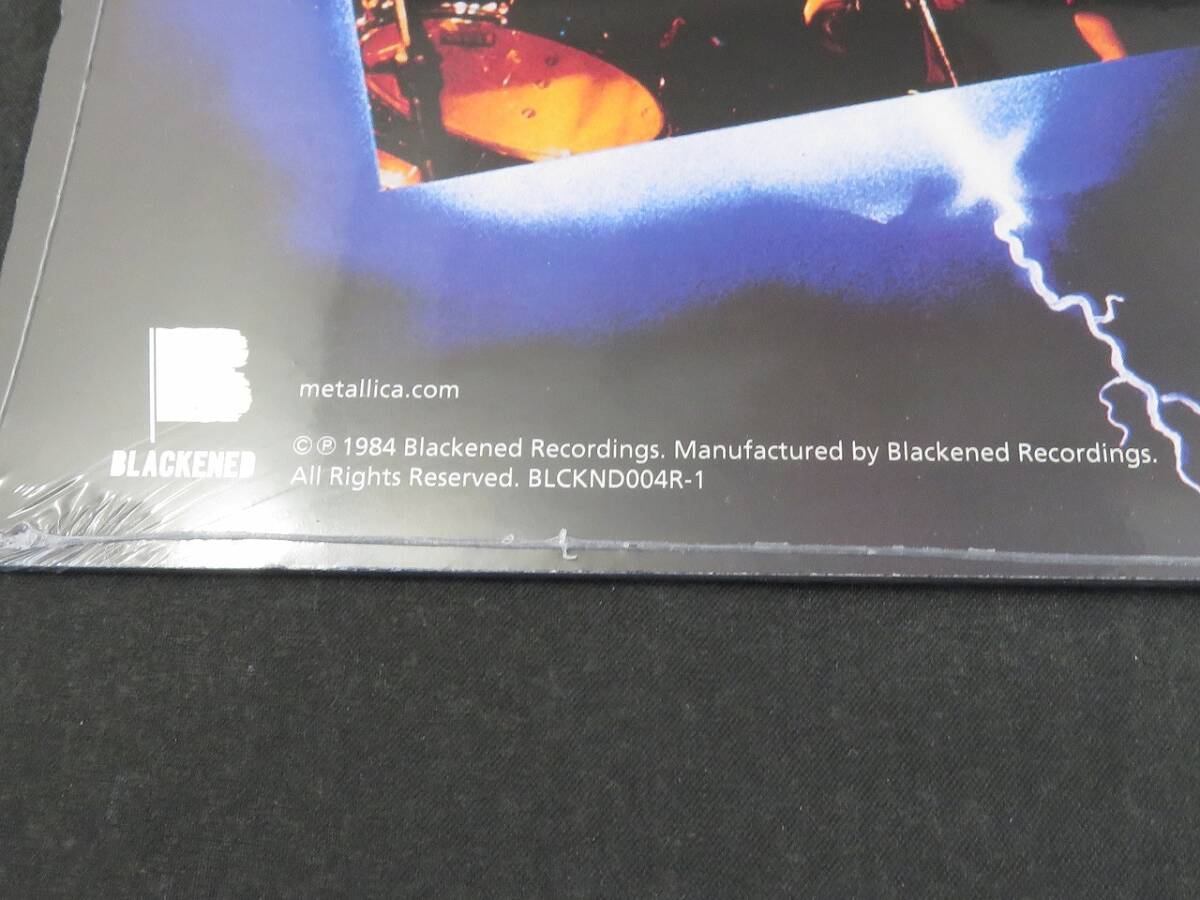 metallica.com
BLACKENED
©℗ 1984 Blackened Recordings. Manufactured by Blackened Recordings.
All Rights Reserved. BLCKND004R-1